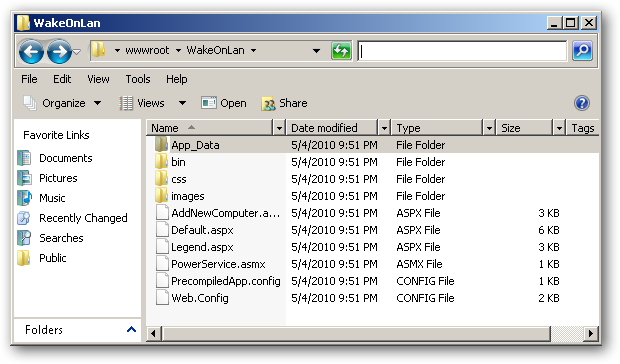 WakeOnLan
wwwroot WakeOnLan
File Edit View Tools Help
Organize Views Open Share
Favorite Links
Documents
Pictures
Music
Recently Changed
Searches
Public
Folders
Name Date modified Type Size Tags
App_Data 5/4/2010 9:51 PM File Folder
bin 5/4/2010 9:51 PM File Folder
css 5/4/2010 9:51 PM File Folder
images 5/4/2010 9:51 PM File Folder
AddNewComputer.a... 5/4/2010 9:51 PM ASPX File 3 KB
Default.aspx 5/4/2010 9:51 PM ASPX File 6 KB
Legend.aspx 5/4/2010 9:51 PM ASPX File 3 KB
PowerService.asmx 5/4/2010 9:51 PM ASMX File 1 KB
PrecompiledApp.config 5/4/2010 9:51 PM CONFIG File 1 KB
Web.Config 5/4/2010 9:51 PM CONFIG File 2 KB